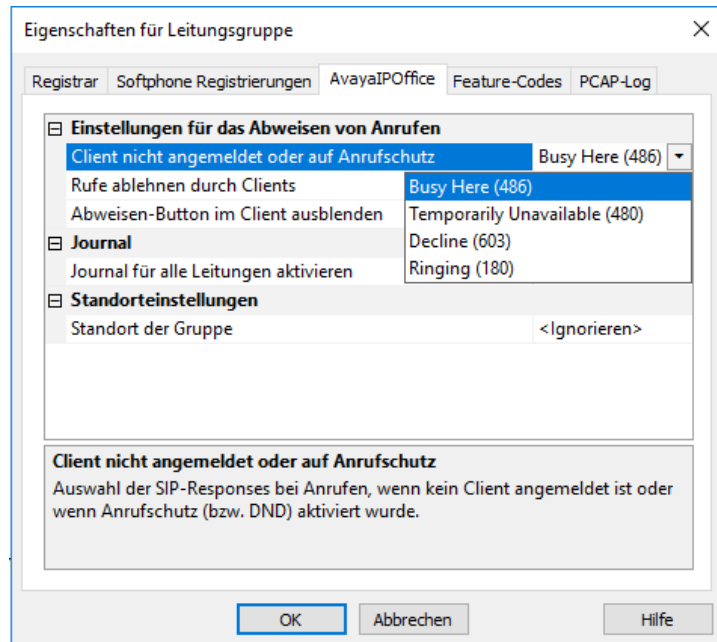 Eigenschaften für Leitungsgruppe
Registrar Softphone Registrierungen AvayaIPOffice Feature-Codes PCAP-Log
Einstellungen für das Abweisen von Anrufen
Client nicht angemeldet oder auf Anrufschutz Busy Here (486)
Rufe ablehnen durch Clients Busy Here (486)
Abweisen-Button im Client ausblenden Temporarily Unavailable (480)
Journal Decline (603)
Journal für alle Leitungen aktivieren Ringing (180)
Standorteinstellungen
Standort der Gruppe <Ignorieren>
Client nicht angemeldet oder auf Anrufschutz
Auswahl der SIP-Responses bei Anrufen, wenn kein Client angemeldet ist oder
wenn Anrufschutz (bzw. DND) aktiviert wurde.
OK Abbrechen Hilfe